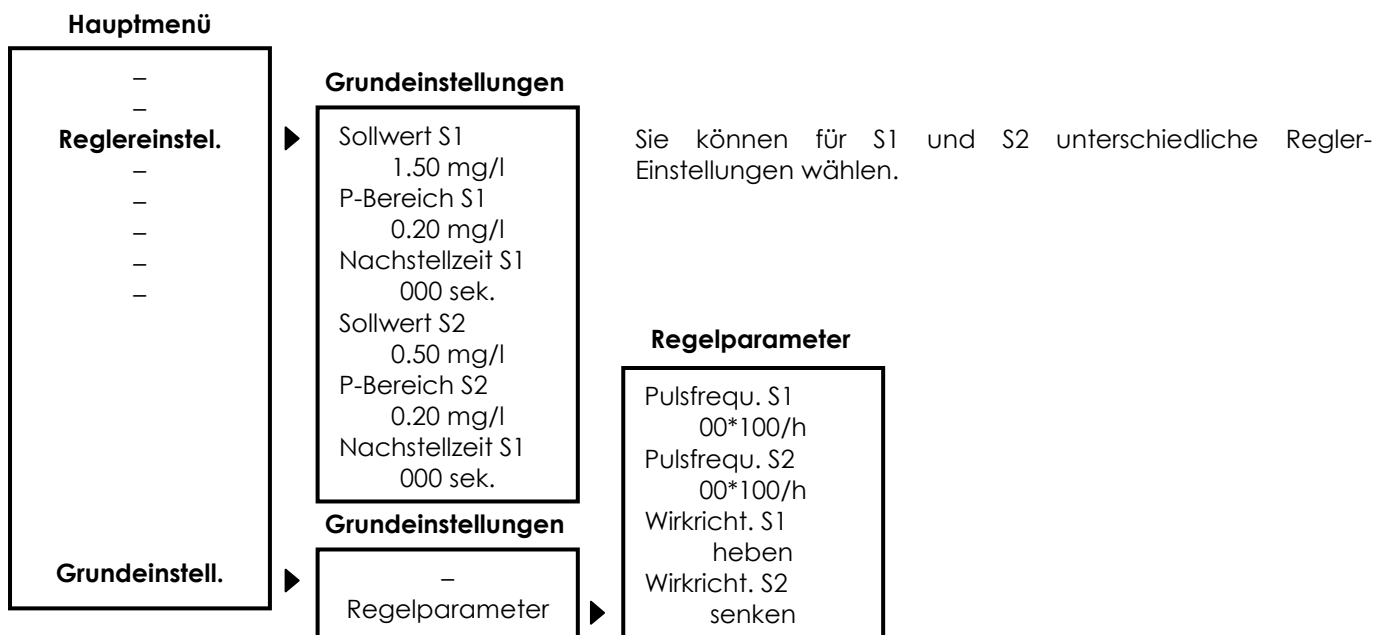 Hauptmenü
–
–
Reglereinstel.
–
–
–
–
–
Grundeinstell.
Grundeinstellungen
Sollwert S1
1.50 mg/l
P-Bereich S1
0.20 mg/l
Nachstellzeit S1
000 sek.
Sollwert S2
0.50 mg/l
P-Bereich S2
0.20 mg/l
Nachstellzeit S1
000 sek.
Sie können für S1 und S2 unterschiedliche Regler-
Einstellungen wählen.
Grundeinstellungen
–
Regelparameter
Regelparameter
Pulsfrequ. S1
00*100/h
Pulsfrequ. S2
00*100/h
Wirkricht. S1
heben
Wirkricht. S2
senken